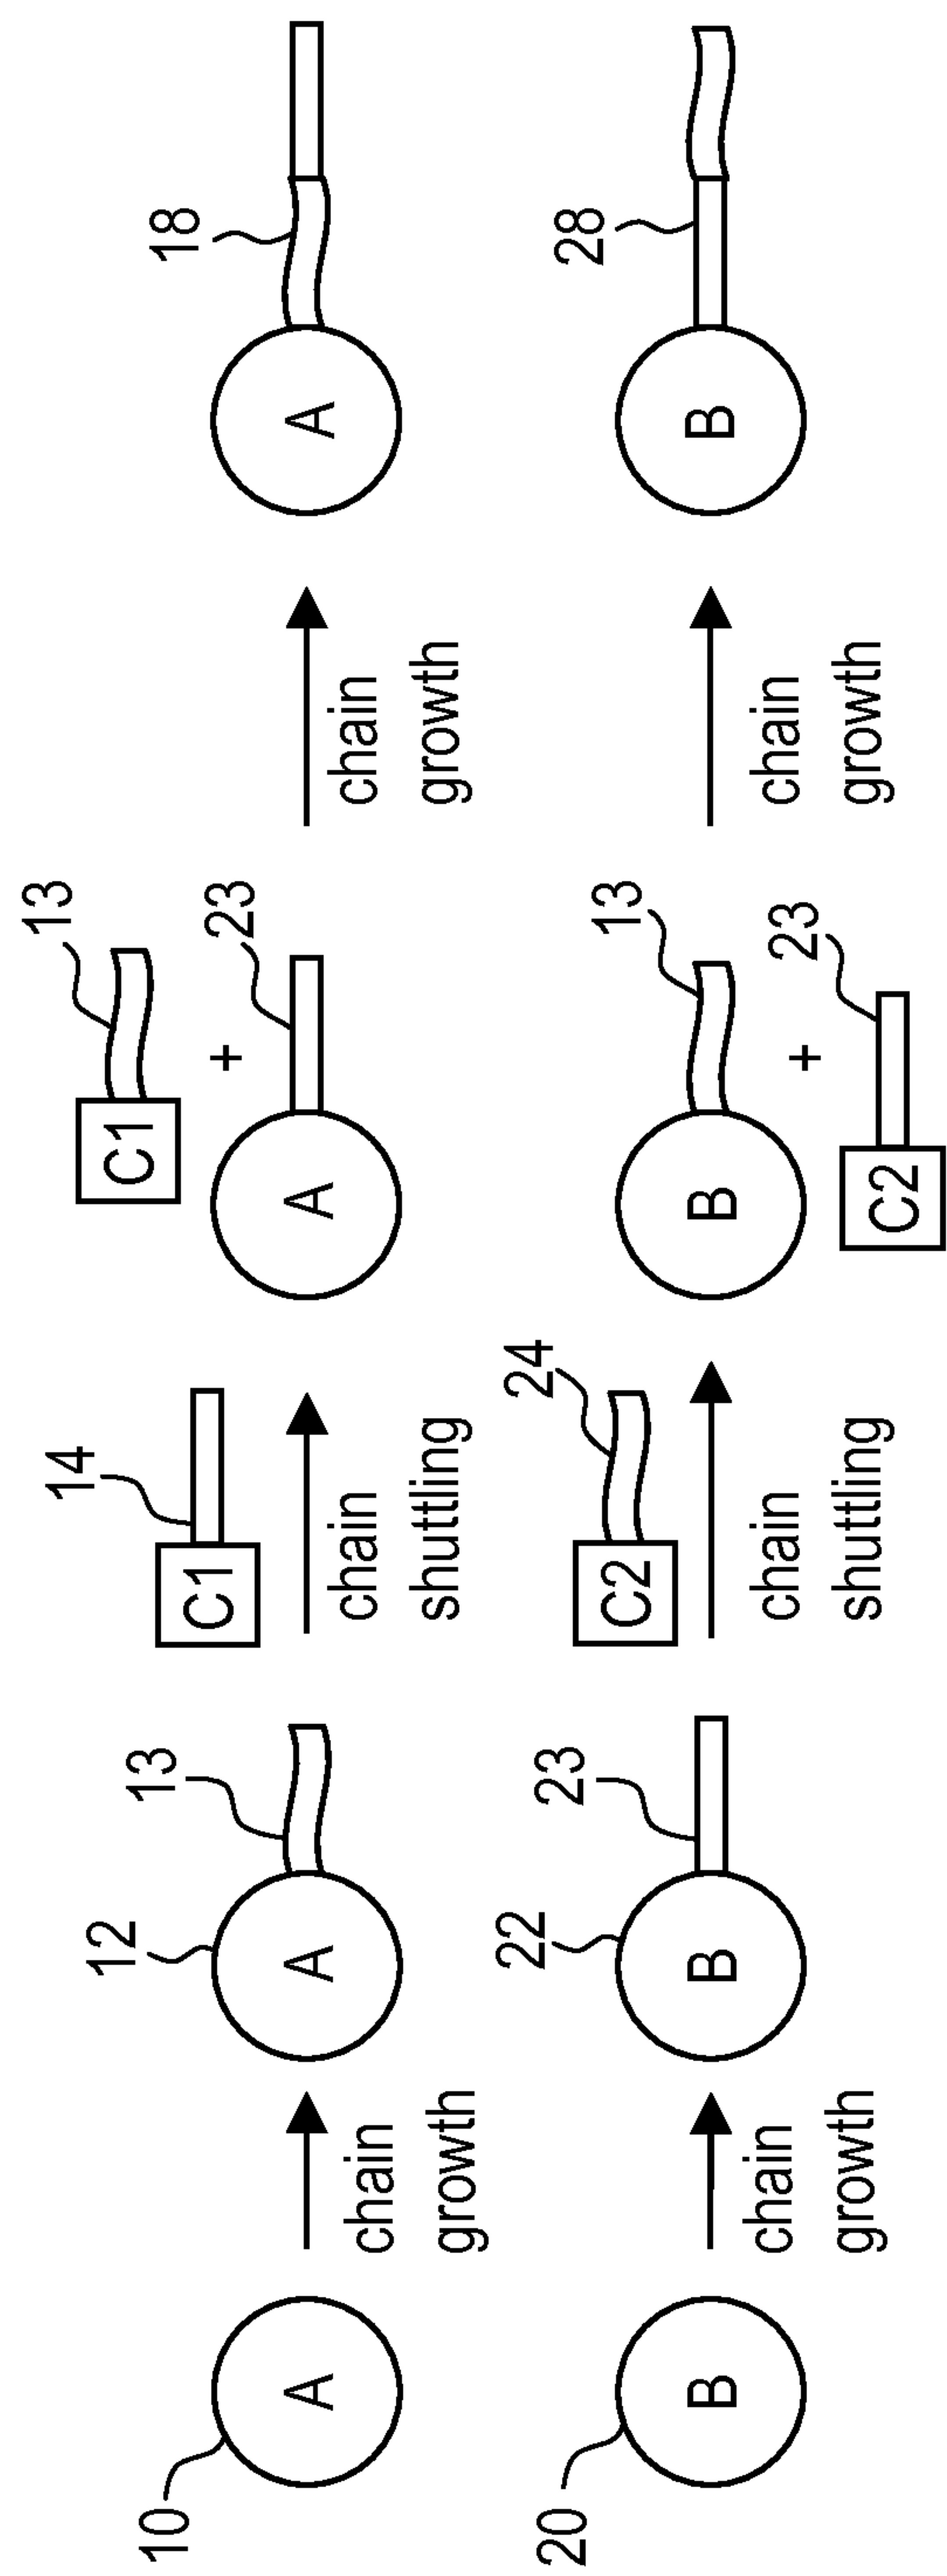 10
A
chain
growth
12
A
13
C1
14
chain
shuttling
C1
13
+
A
23
chain
growth
A
18
20
B
chain
growth
22
B
23
C2
24
chain
shuttling
B
13
+
C2
23
chain
growth
B
28